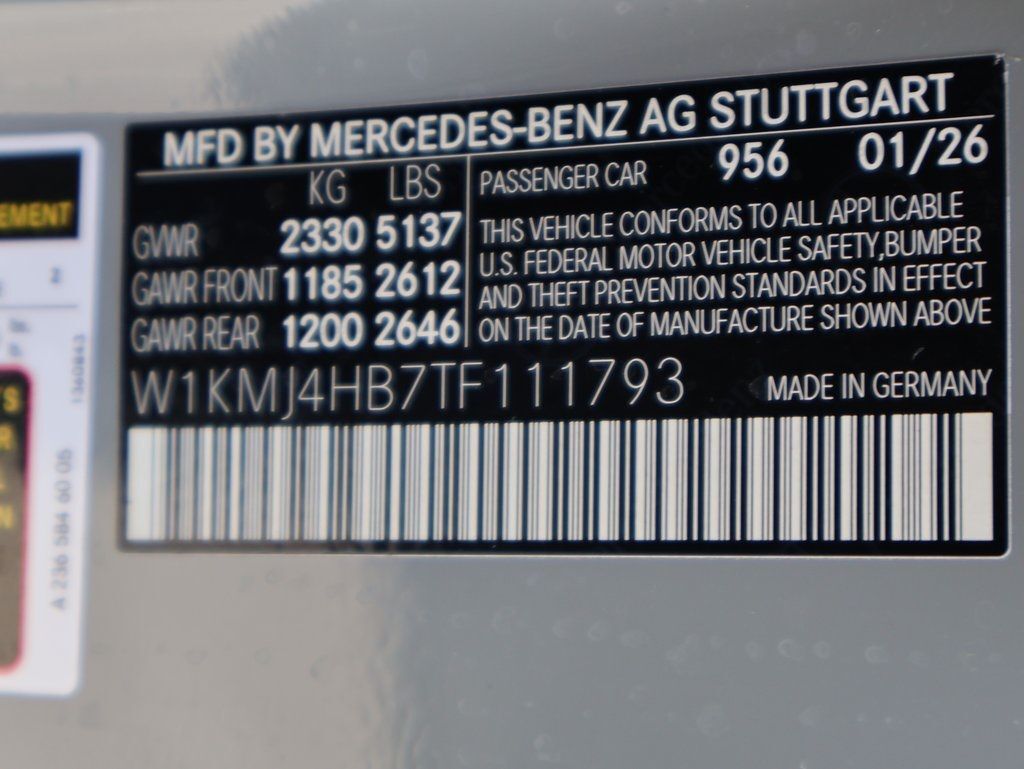 MFD BY MERCEDES-BENZ AG STUTTGART
KG LBS
GVWR 2330 5137
GAWR FRONT 1185 2612
GAWR REAR 1200 2646
PASSENGER CAR 956 01/26
THIS VEHICLE CONFORMS TO ALL APPLICABLE
U.S. FEDERAL MOTOR VEHICLE SAFETY,BUMPER
AND THEFT PREVENTION STANDARDS IN EFFECT
ON THE DATE OF MANUFACTURE SHOWN ABOVE
W1KMJ4HB7TF111793 MADE IN GERMANY
EMENT
2
S
R
N
A 236 584 60 05